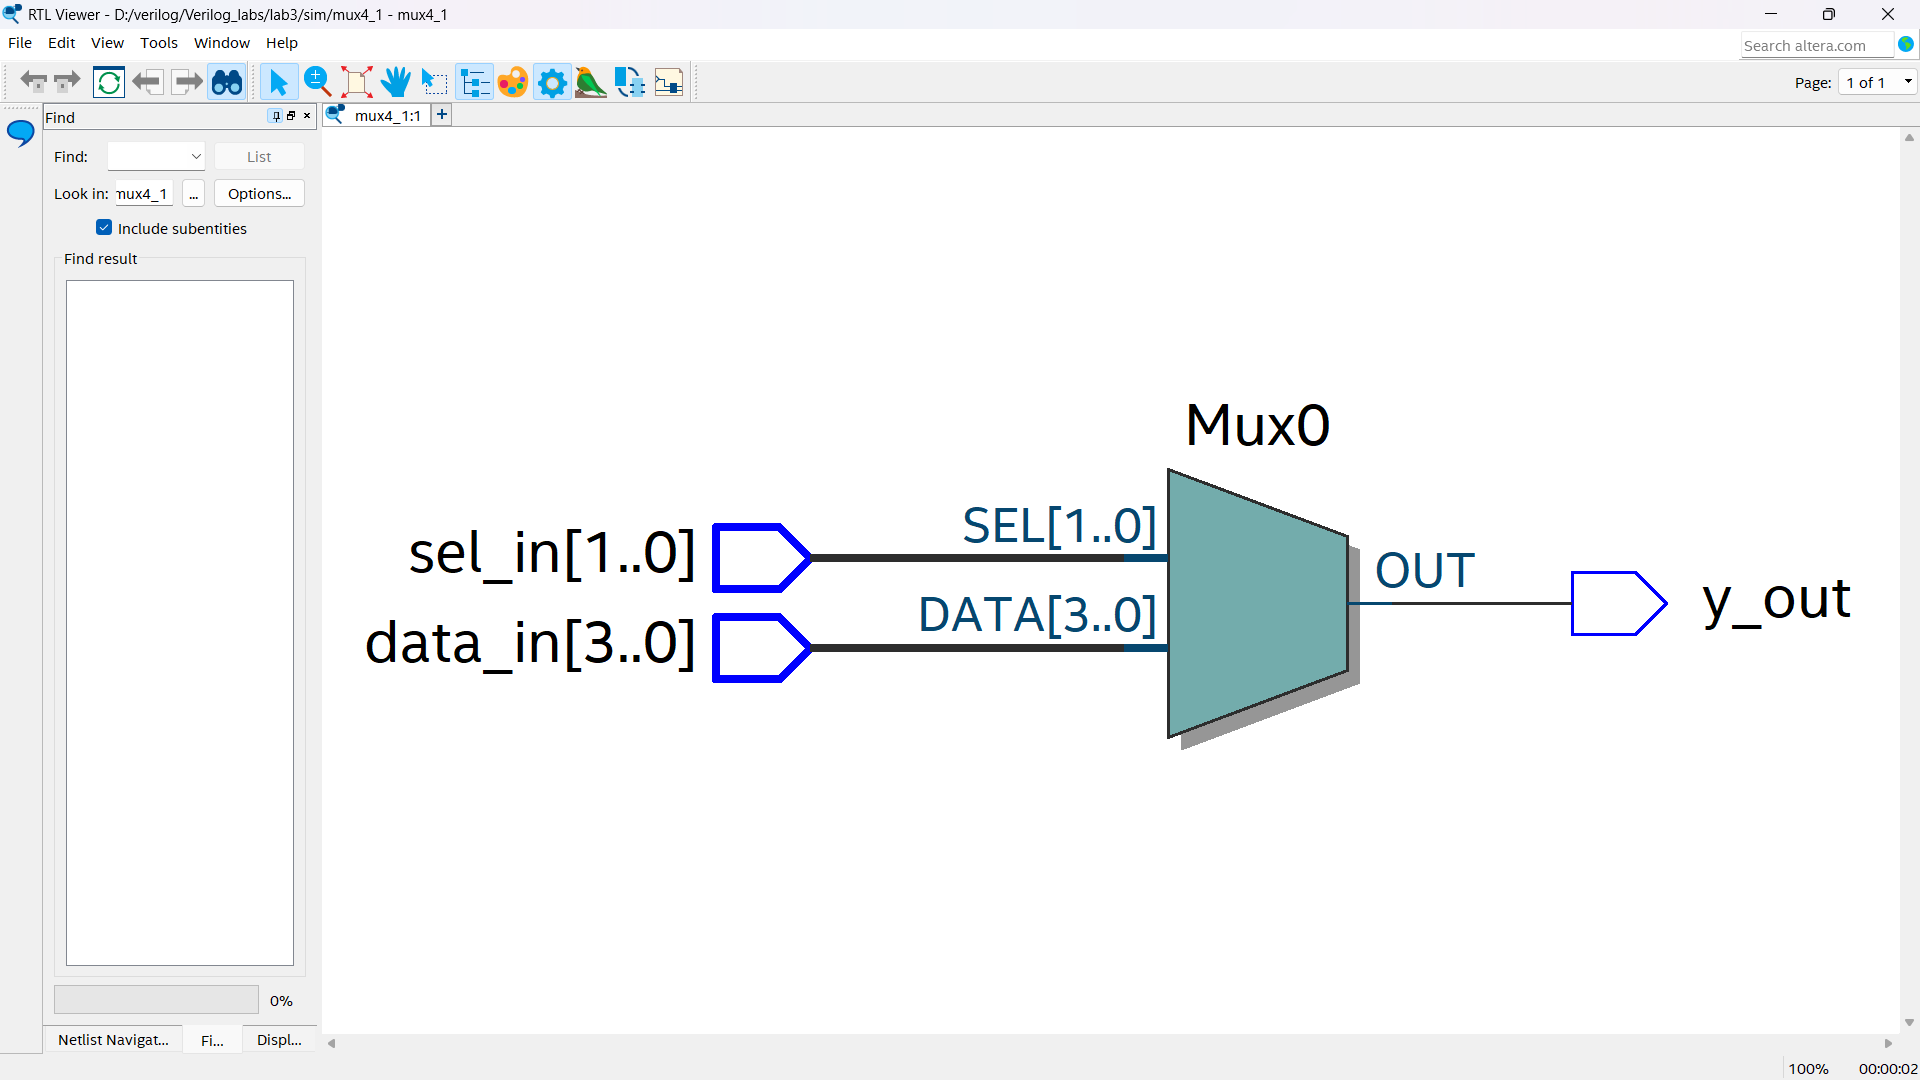 RTL Viewer - D:/verilog/Verilog_labs/lab3/sim/mux4_1 - mux4_1
File Edit View Tools Window Help
Search altera.com
Page: 1 of 1
Find
mux4_1:1
Find:
List
Look in: mux4_1 ... Options...
Include subentities
Find result
Mux0
SEL[1..0]
sel_in[1..0]
OUT
y_out
DATA[3..0]
data_in[3..0]
0%
Netlist Navigat... Fi... Displ...
100% 00:00:02